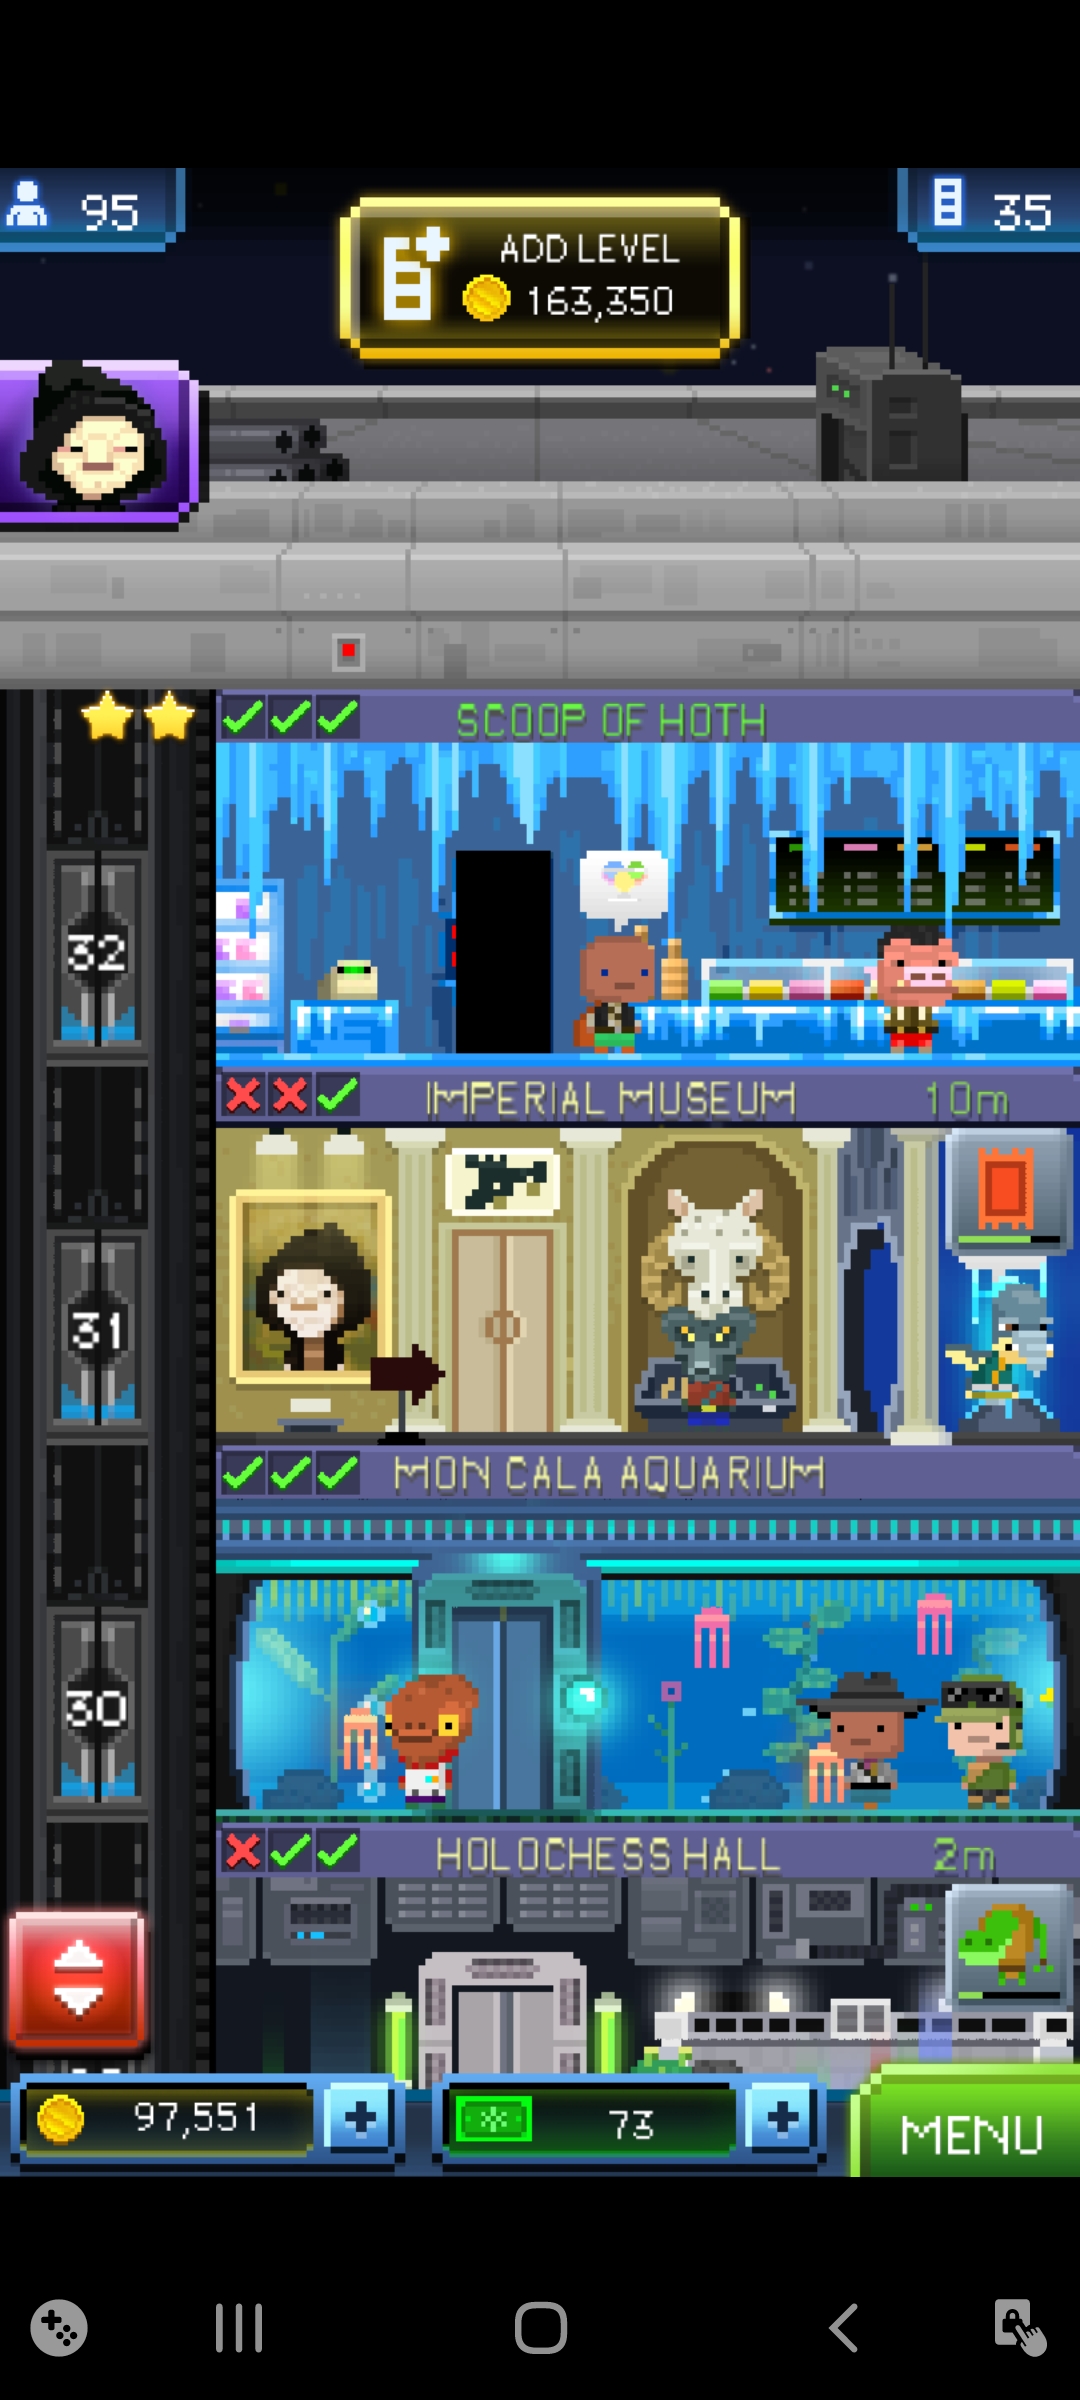 95
ADD LEVEL
163,350
35
SCOOP OF HOTH
32
IMPERIAL MUSEUM 10m
31
MON CALA AQUARIUM
30
HOLOCHESS HALL 2m
97,551
73
MENU